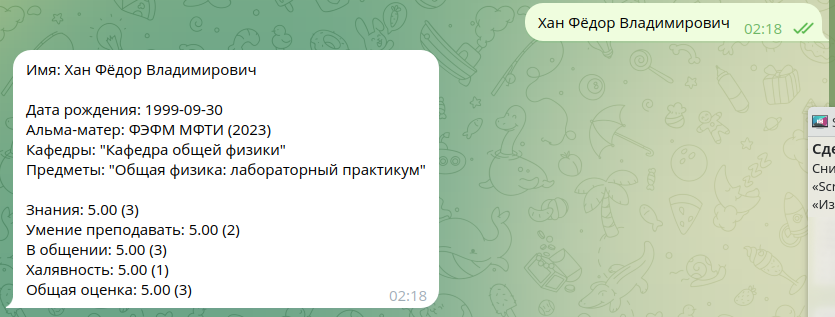 Хан Фёдор Владимирович 02:18
Имя: Хан Фёдор Владимирович
Дата рождения: 1999-09-30
Альма-матер: ФЭФМ МФТИ (2023)
Кафедры: "Кафедра общей физики"
Предметы: "Общая физика: лабораторный практикум"
Знания: 5.00 (3)
Умение преподавать: 5.00 (2)
В общении: 5.00 (3)
Халявность: 5.00 (1)
Общая оценка: 5.00 (3)
02:18
Сде
Сни
«Scr
«Из